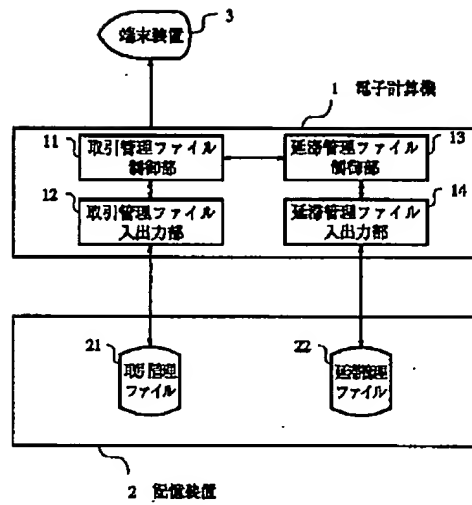 3
端末装置
1 電子計算機
11
取引管理ファイル
制御部
13
延滞管理ファイル
制御部
12
取引管理ファイル
入出力部
14
延滞管理ファイル
入出力部
21
取引管理
ファイル
22
延滞管理
ファイル
2 記憶装置